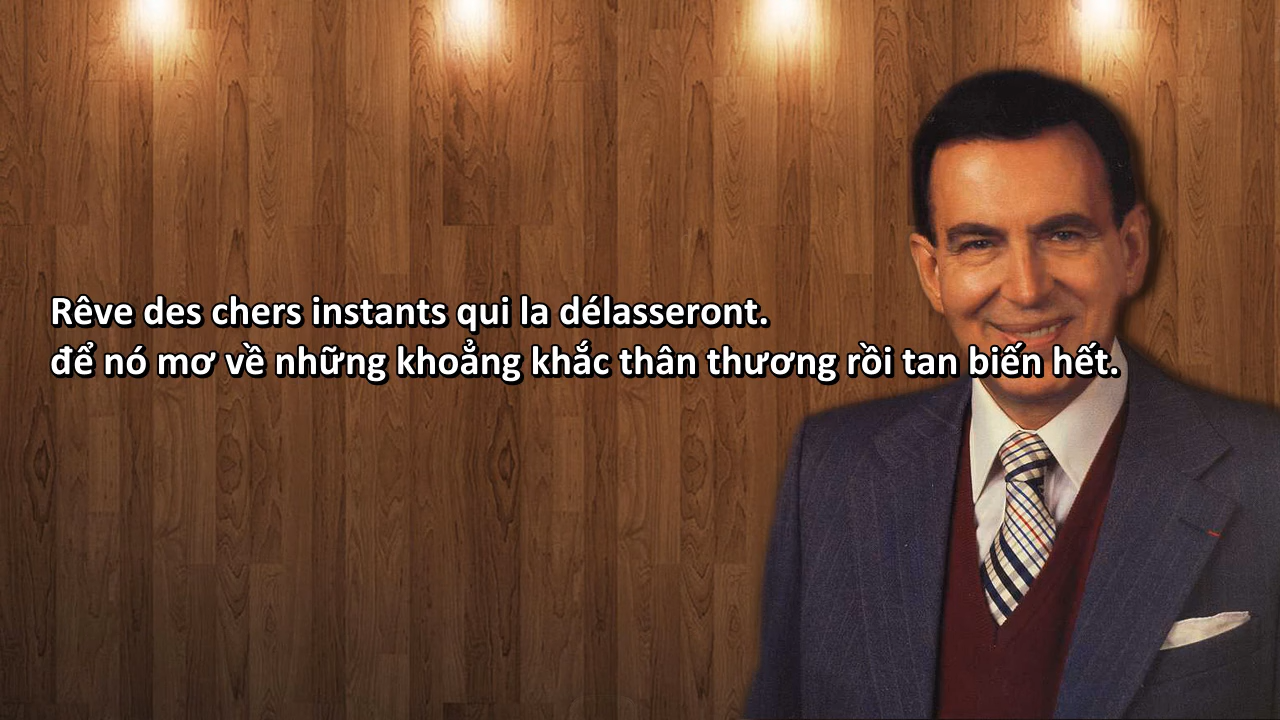 Rêve des chers instants qui la délasseront.
để nó mơ về những khoảng khắc thân thương rồi tan biến hết.